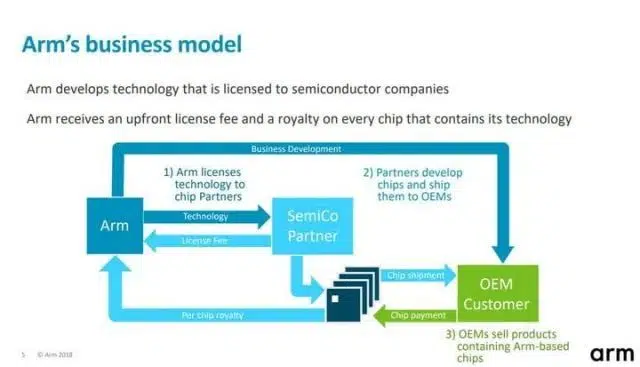 Arm's business model
Arm develops technology that is licensed to semiconductor companies
Arm receives an upfront license fee and a royalty on every chip that contains its technology
Business Development
1) Arm licenses
technology to
chip Partners
2) Partners develop
chips and ship
them to OEMs
Arm
Technology
License Fee
SemiCo
Partner
Chip shipment
OEM
Customer
Per chip royalty
Chip payment
3) OEMs sell products
containing Arm-based
chips
5 © Arm 2018
arm